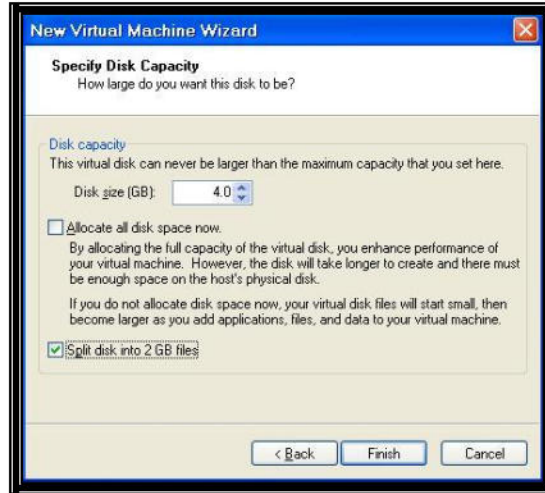 New Virtual Machine Wizard
Specify Disk Capacity
How large do you want this disk to be?
Disk capacity
This virtual disk can never be larger than the maximum capacity that you set here.
Disk size (GB): 4.0
Allocate all disk space now.
By allocating the full capacity of the virtual disk, you enhance performance of
your virtual machine. However, the disk will take longer to create and there must
be enough space on the host's physical disk.
If you do not allocate disk space now, your virtual disk files will start small, then
become larger as you add applications, files, and data to your virtual machine.
Split disk into 2 GB files
< Back Finish Cancel